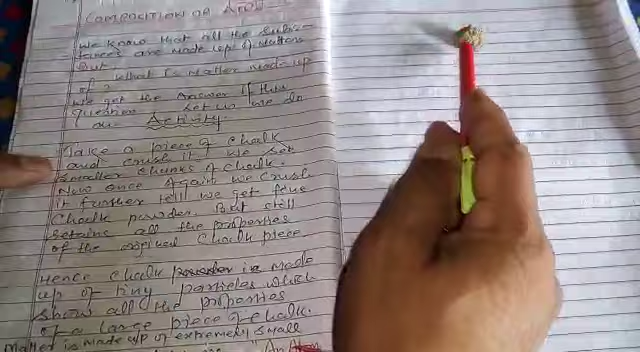 COMPOSITION OF ATOM
We know that all the subs-
tances are made up of matters
But,
What is matter made up
of?
We get the Answer of this
question let us we do
an Activity.
Take a piece of chalk
and crush it, we get
smaller chunks of chalk.
Now once again we crush
it further till we get fine
Chalk powder. But still
retains all the properties
of the original chalk piece
Hence chalk powder is made
up of tiny particles which
show all the properties
of a large piece of chalk.
Matter is made up of extremely small
"An Atom